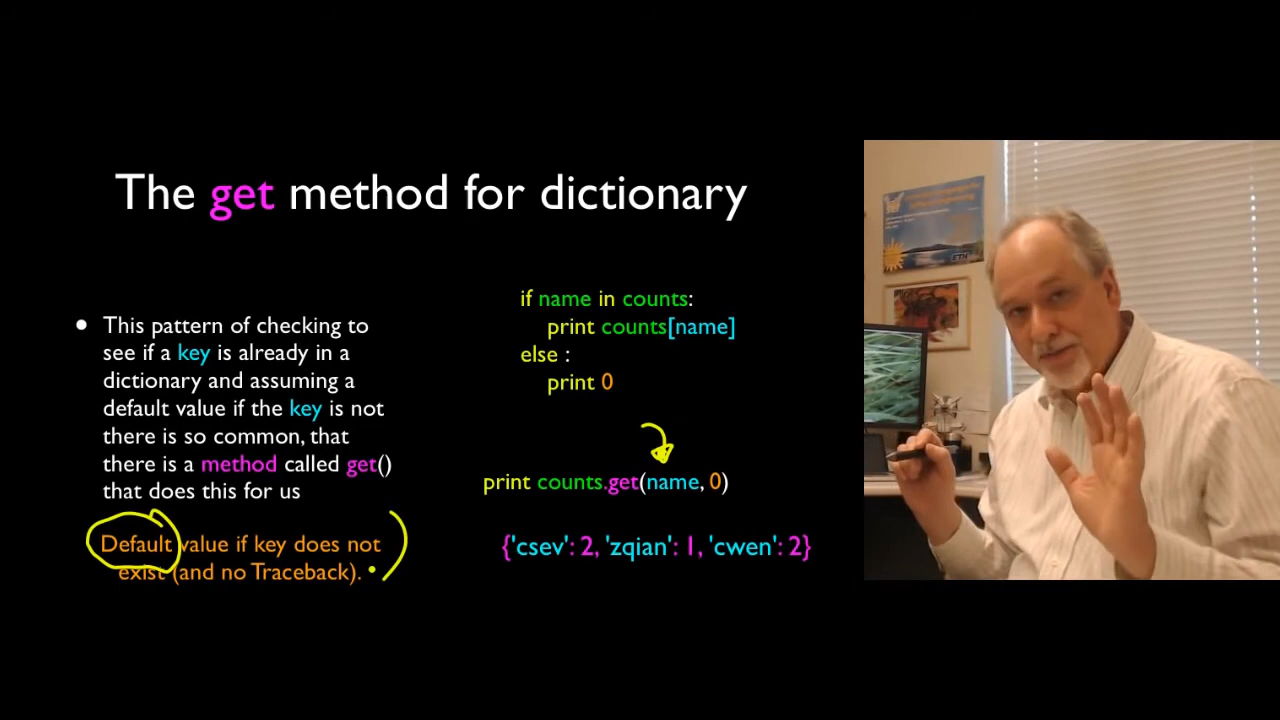 The get method for dictionary
• This pattern of checking to
see if a key is already in a
dictionary and assuming a
default value if the key is not
there is so common, that
there is a method called get()
that does this for us
Default value if key does not
exist (and no Traceback).
if name in counts:
print counts[name]
else :
print 0
print counts.get(name, 0)
{'csev': 2, 'zqian': 1, 'cwen': 2}
ETH